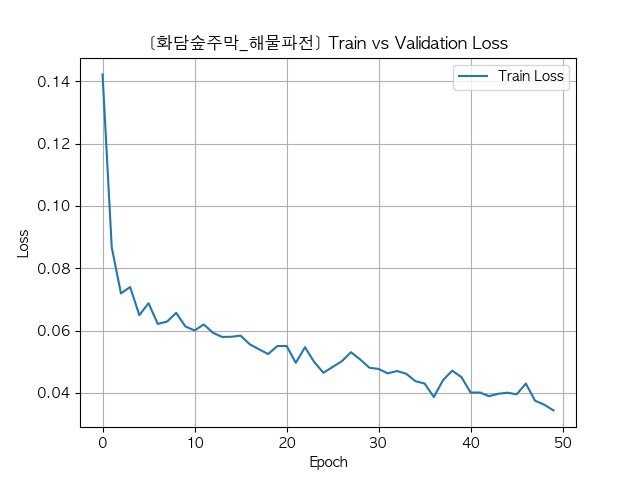 [화담숲주막_해물파전] Train vs Validation Loss
Train Loss
0.14
0.12
0.10
0.08
0.06
0.04
Loss
0 10 20 30 40 50
Epoch